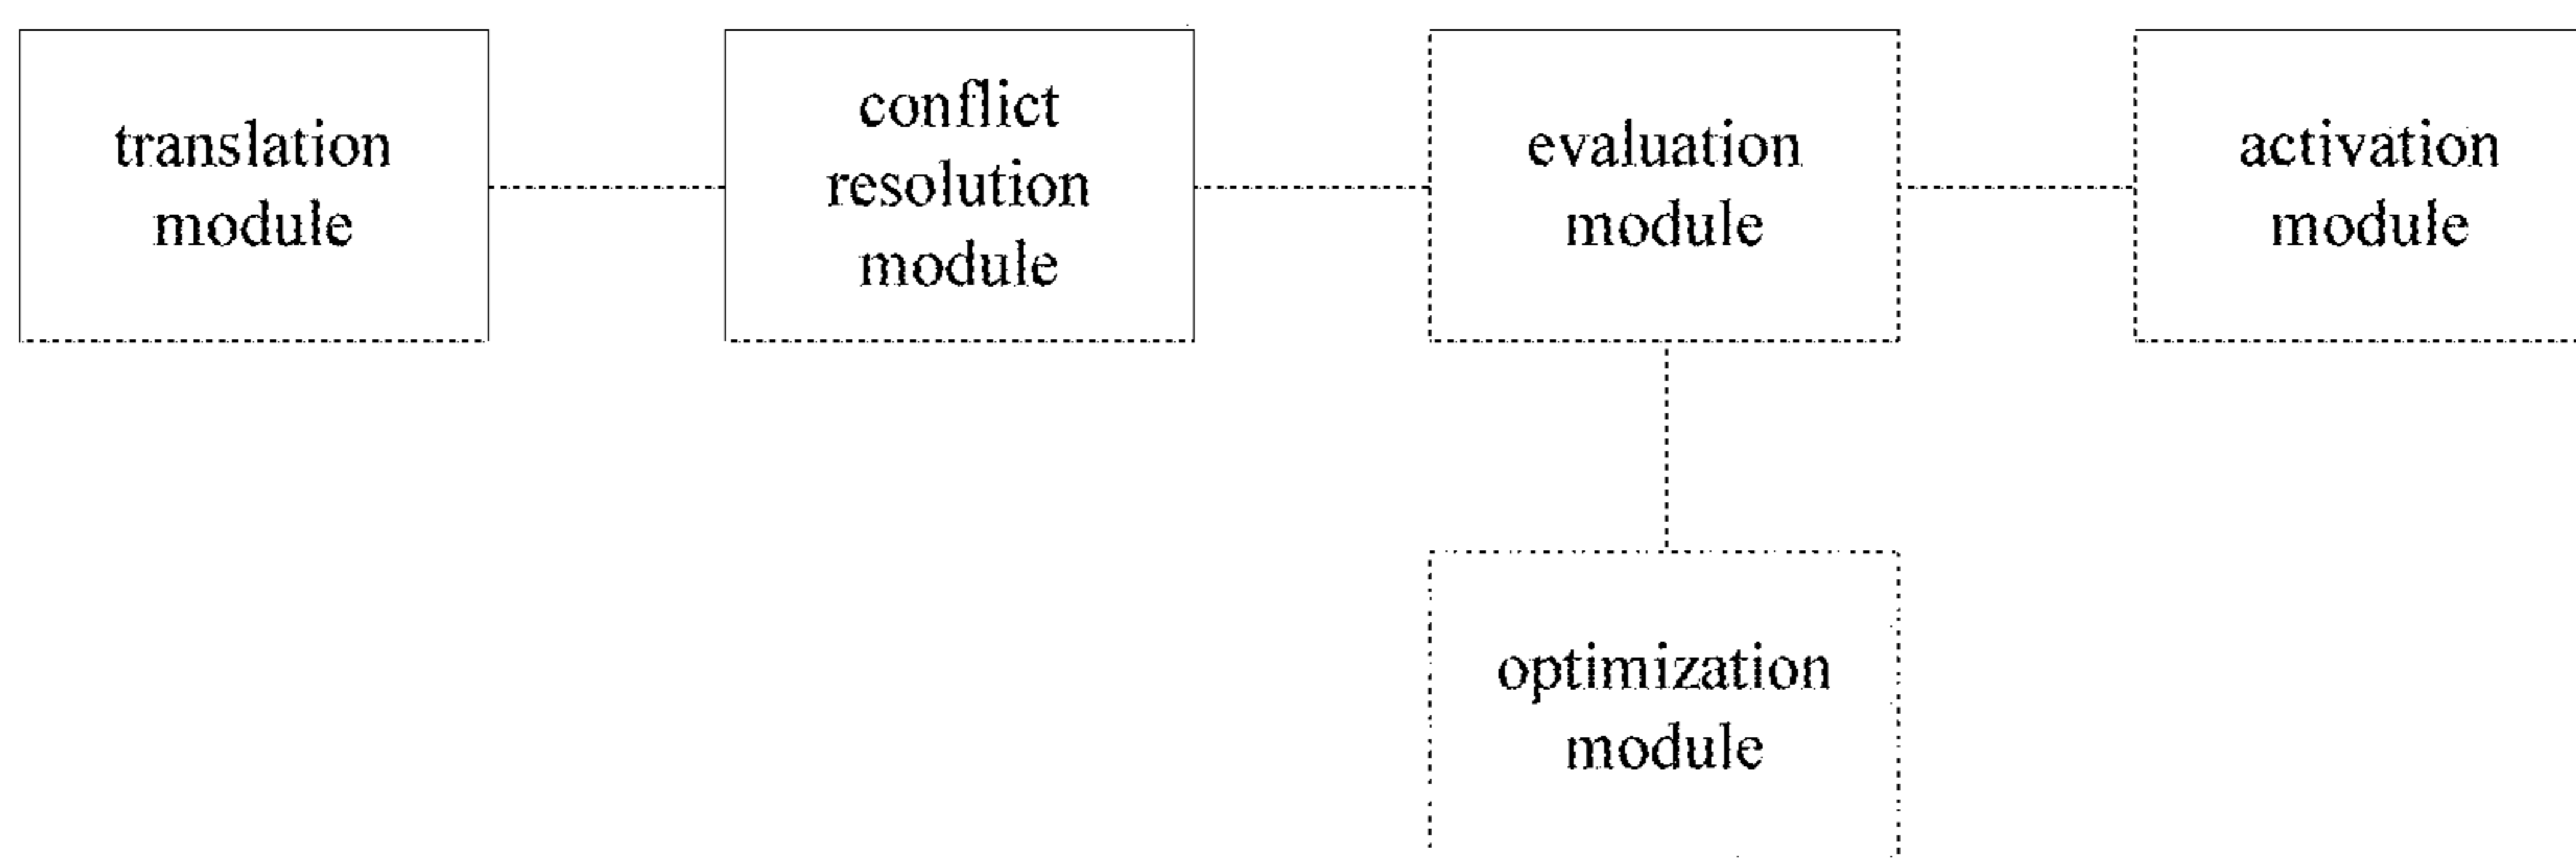 translation
module
conflict
resolution
module
evaluation
module
activation
module
optimization
module